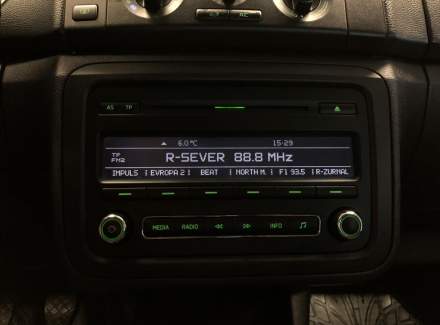 A/C
AS TP
6.0 °C 15:29
TP
FM2
R-SEVER 88.8 MHz
IMPULS EVROPA 2 BEAT NORTH M. F1 93.5 R-ZURNAL
MEDIA RADIO INFO